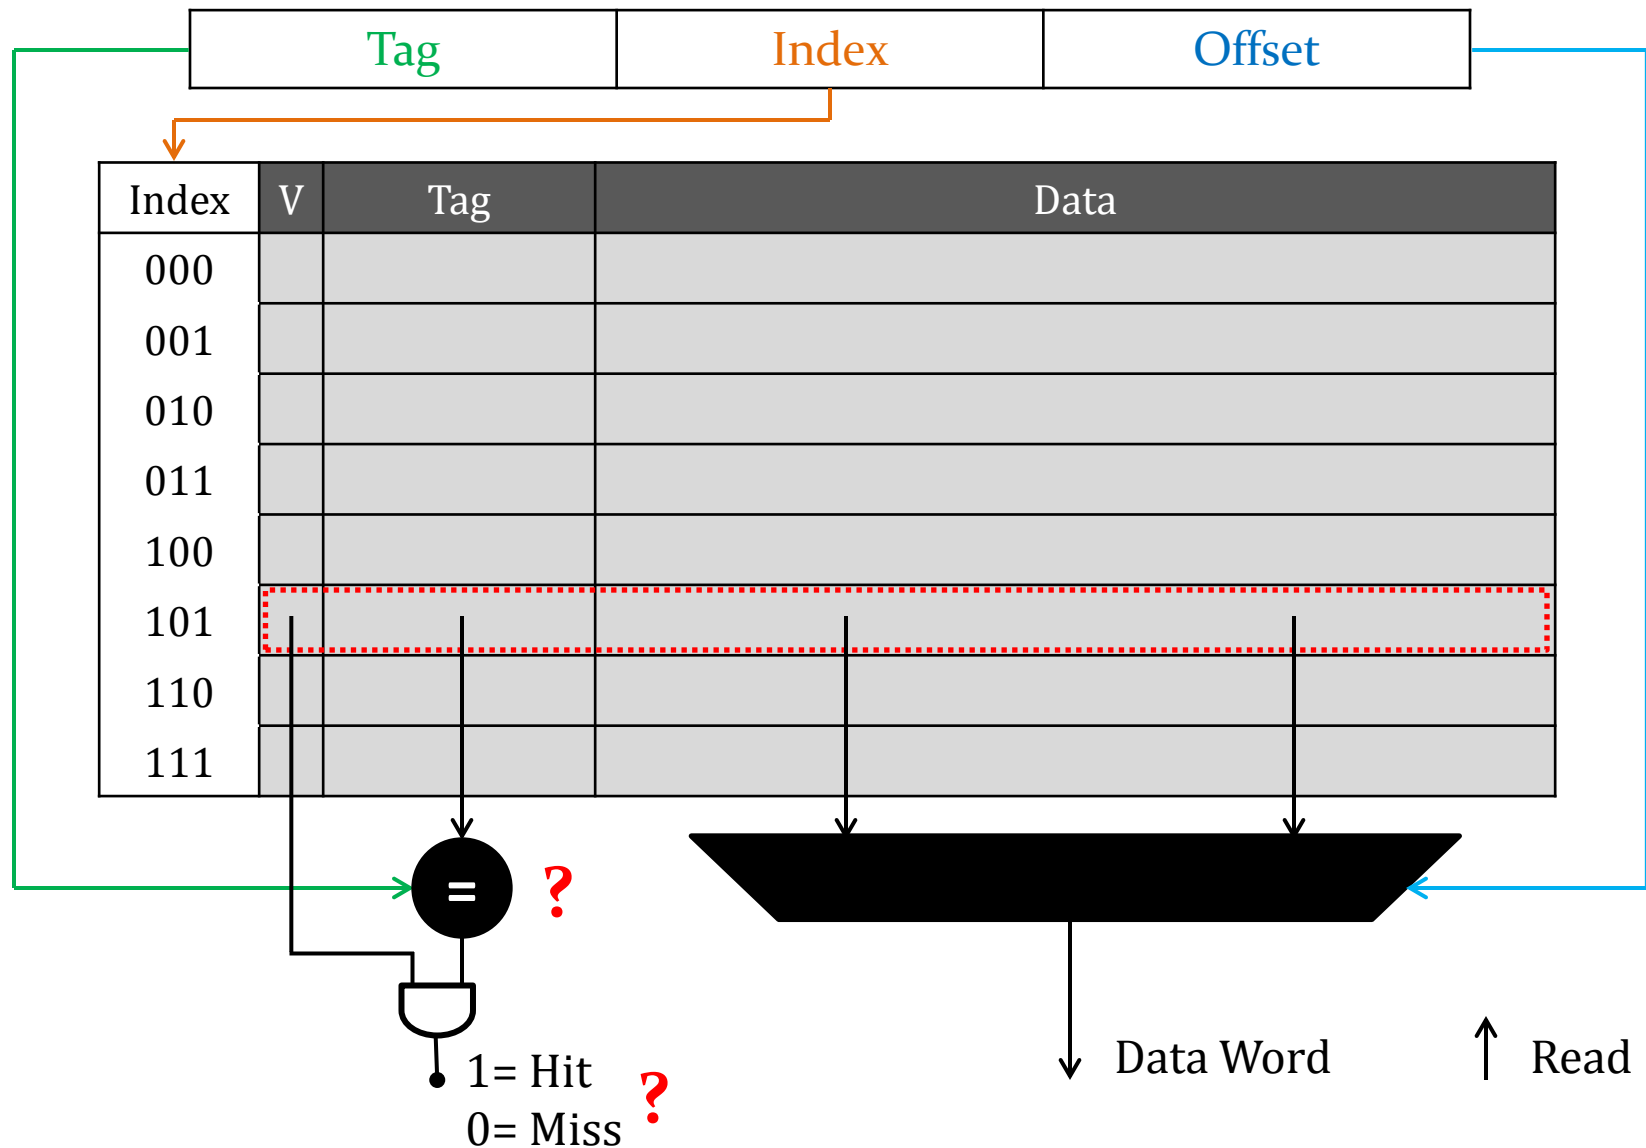 Tag Index Offset
Index V Tag Data
000
001
010
011
100
101
110
111
= ?
1= Hit
0= Miss ?
Data Word
Read